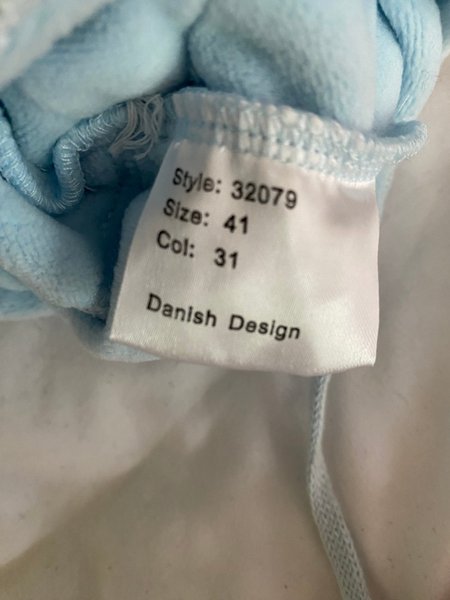 Style: 32079
Size: 41
Col: 31
Danish Design